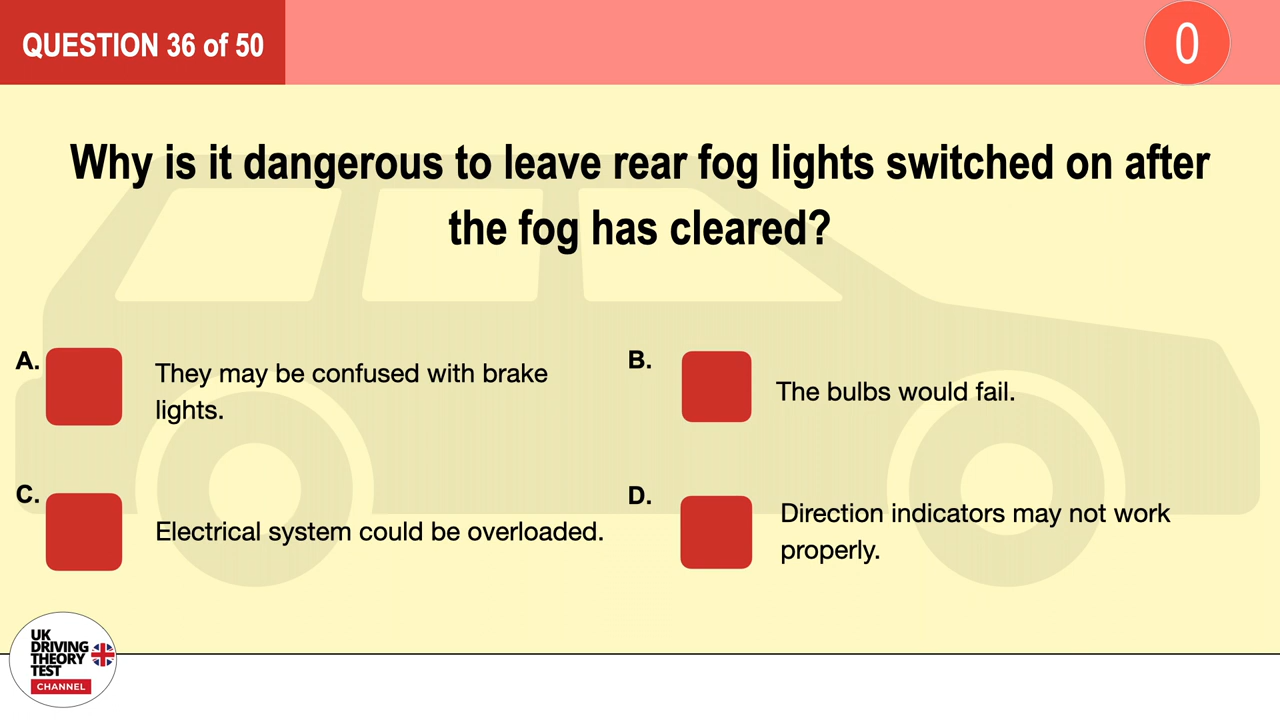 QUESTION 36 of 50
0
Why is it dangerous to leave rear fog lights switched on after
the fog has cleared?
A.
They may be confused with brake
lights.
B.
The bulbs would fail.
C.
Electrical system could be overloaded.
D.
Direction indicators may not work
properly.
UK
DRIVING
THEORY
TEST
CHANNEL